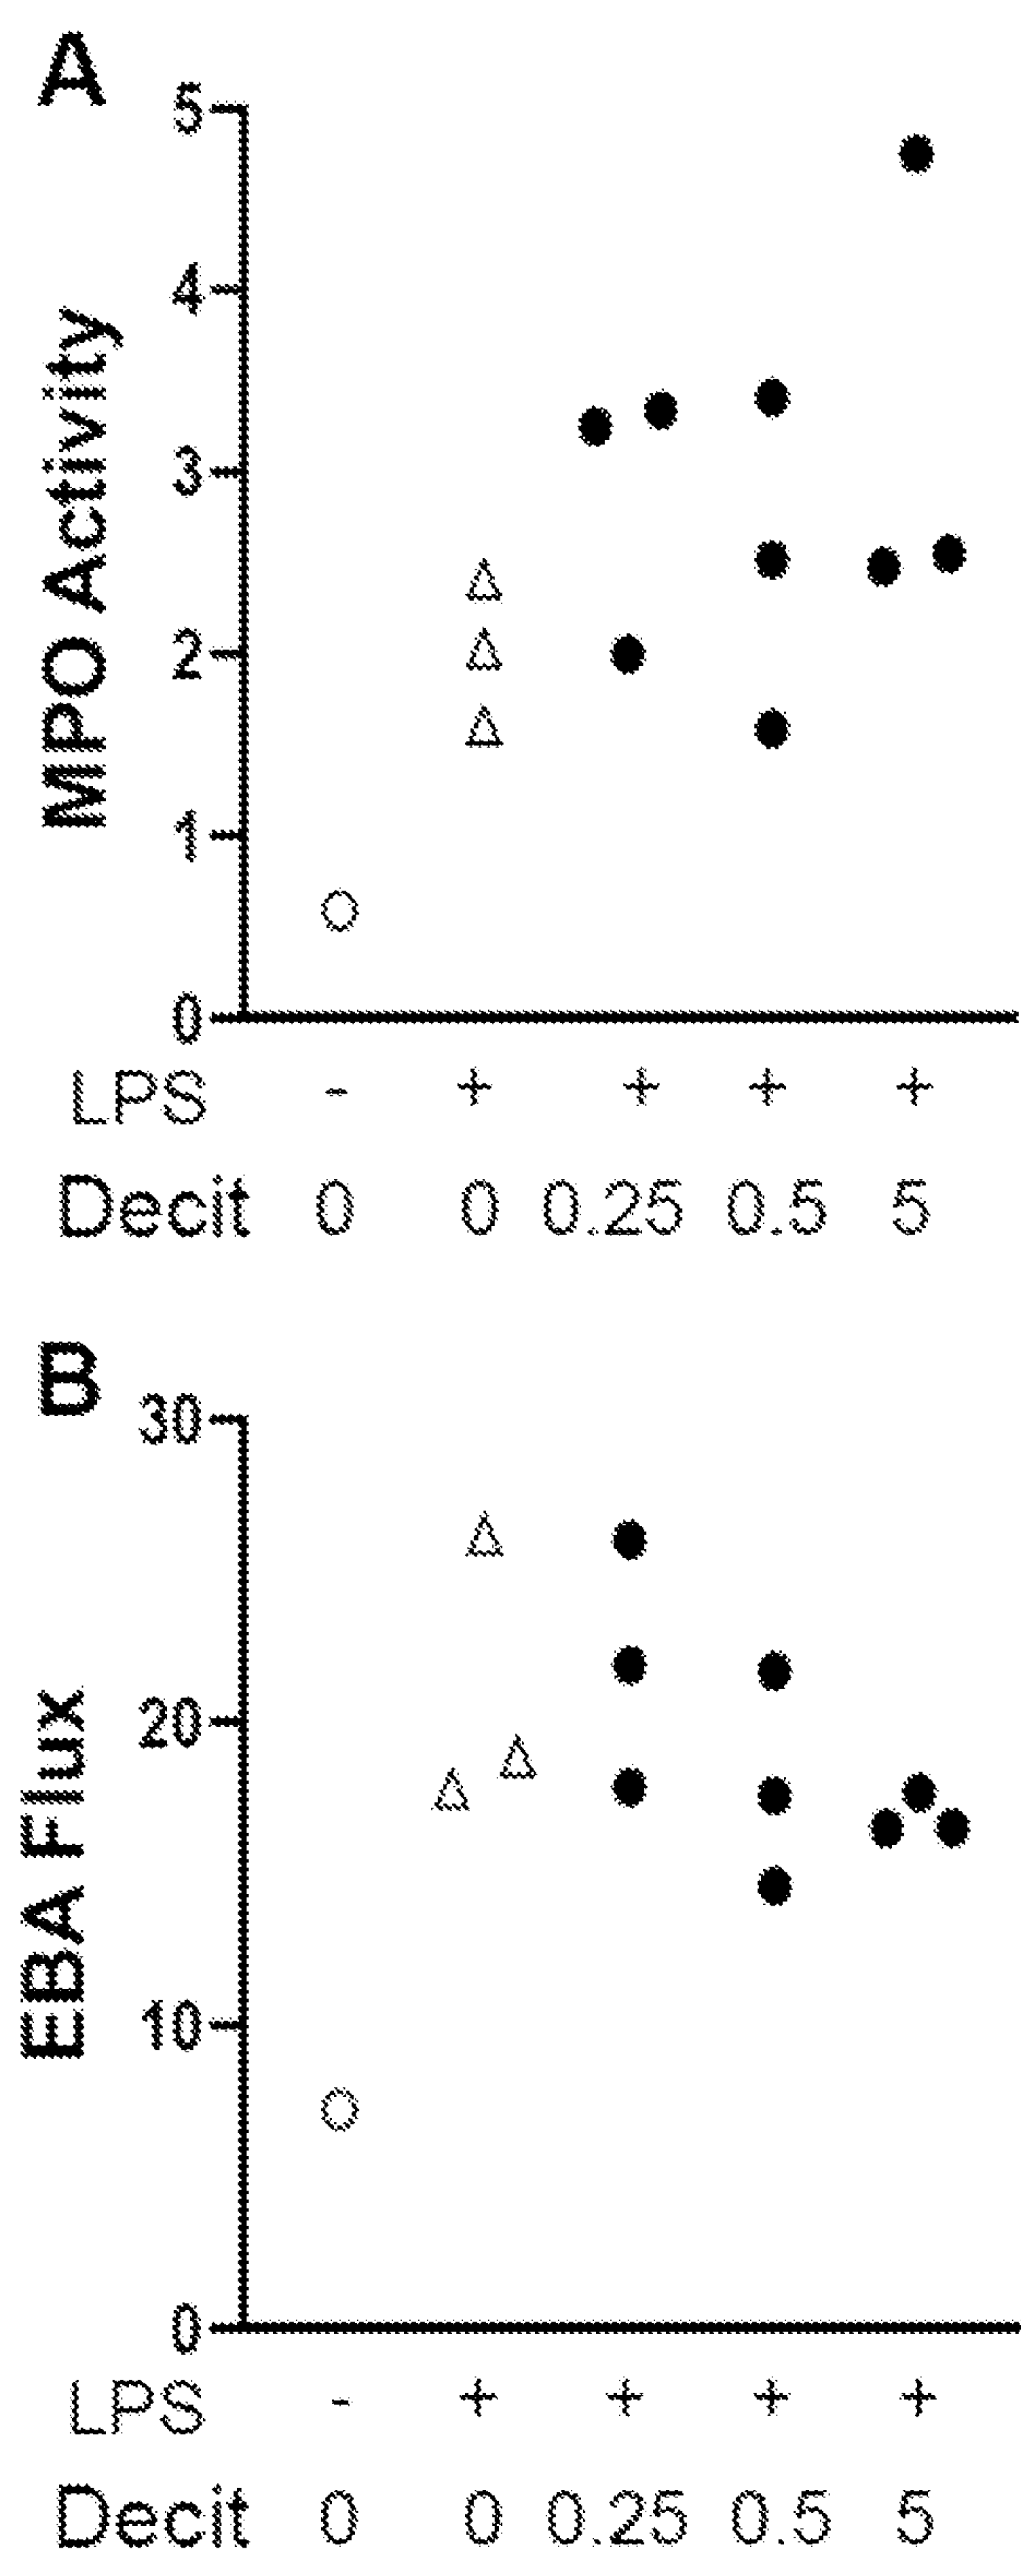 A
5
4
3
2
1
0
MPO Activity
LPS - + + + +
Decit 0 0 0.25 0.5 5
B
30
20
10
0
EBA Flux
LPS - + + + +
Decit 0 0 0.25 0.5 5